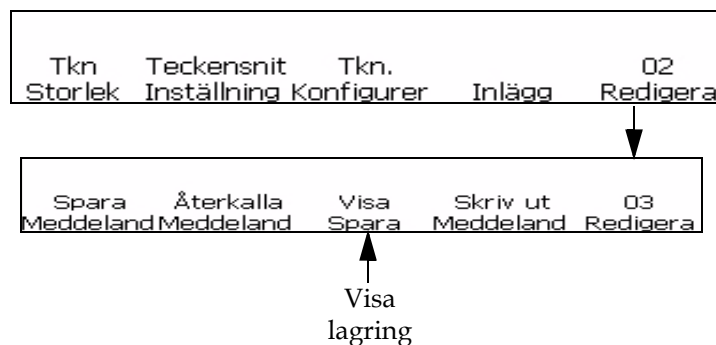 Tkn Teckensnit Tkn. 02
Storlek Inställning Konfigurer Inlägg Redigera
Spara Återkalla Visa Skriv ut 03
Meddeland Meddeland Spara Meddeland Redigera
Visa
lagring